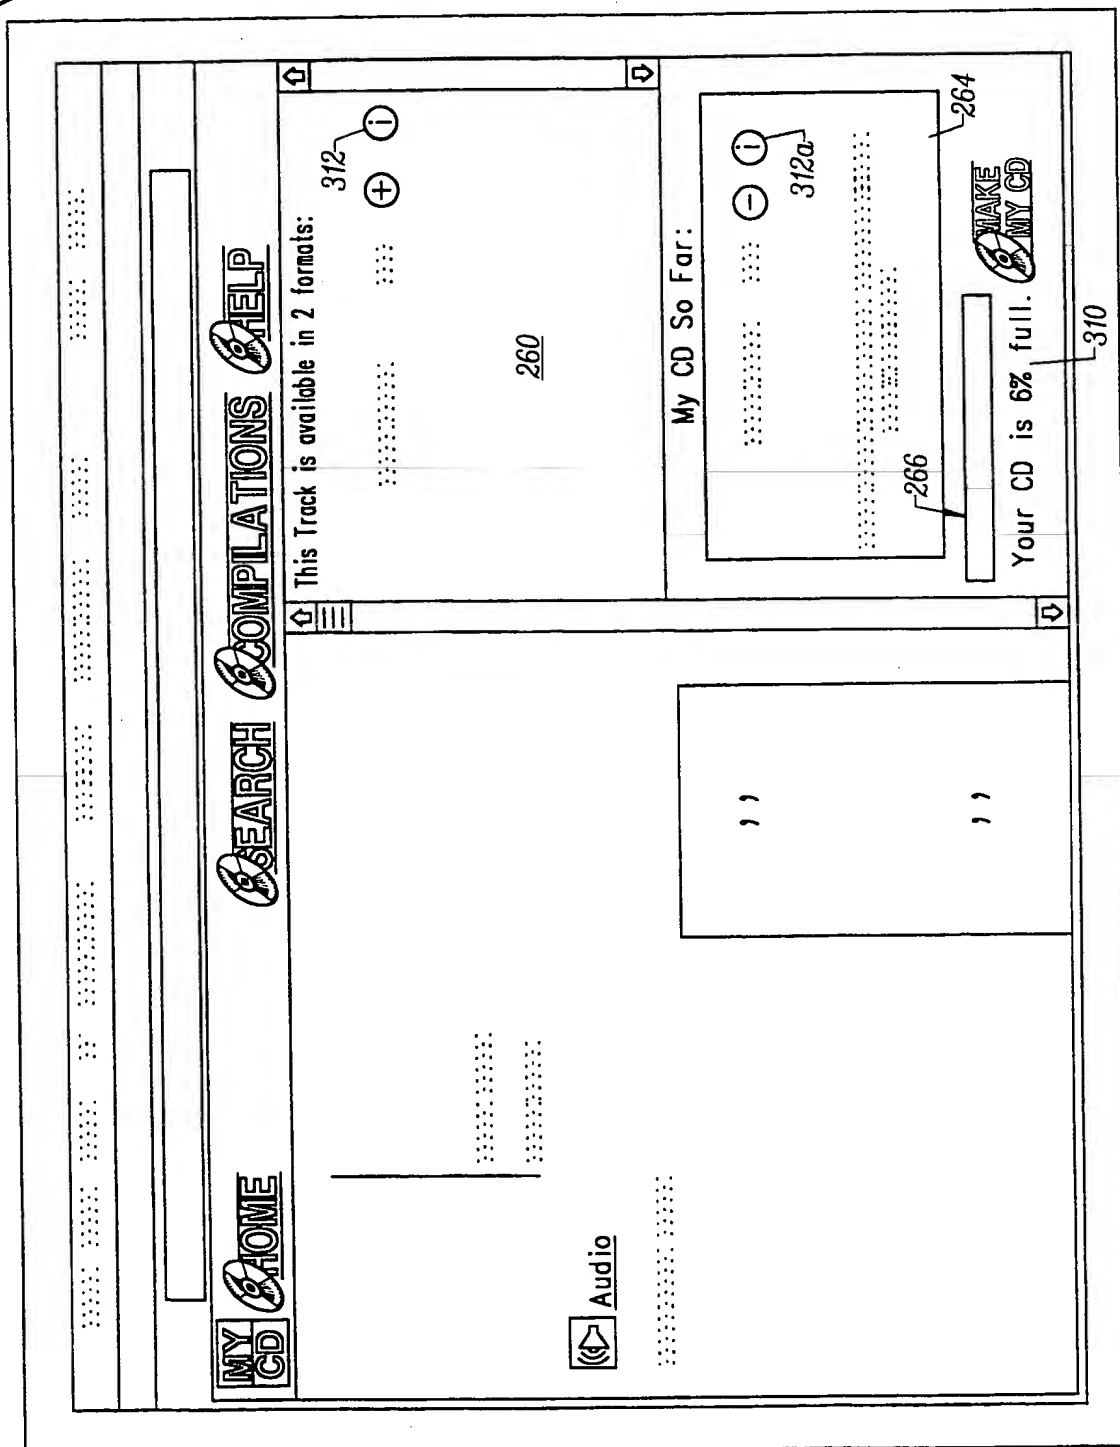 MY CD
HOME
SEARCH
COMPILATIONS
HELP
This Track is available in 2 formats:
312
260
Audio
My CD So Far:
312a
264
266
Your CD is 6% full.
MAKE MY CD
310